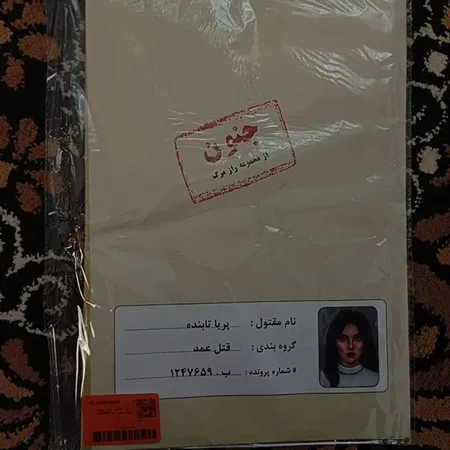 جنون
از مجموعه راز مرگ
نام مقتول : پریا تابنده
گروه بندی : قتل عمد
# شماره پرونده : ب - ۱۲۴۷۶۵۹